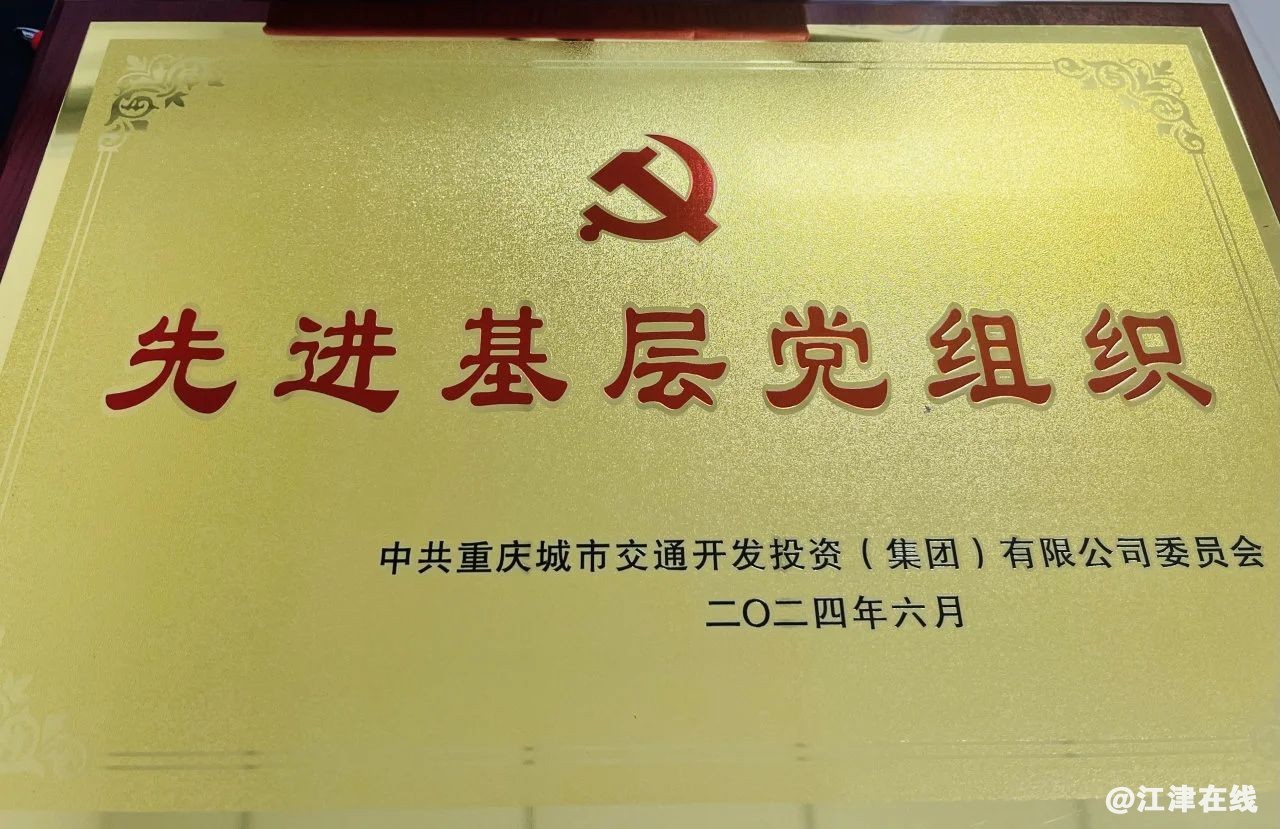 先进基层党组织
中共重庆城市交通开发投资（集团）有限公司委员会
二〇二四年六月
@江津在线